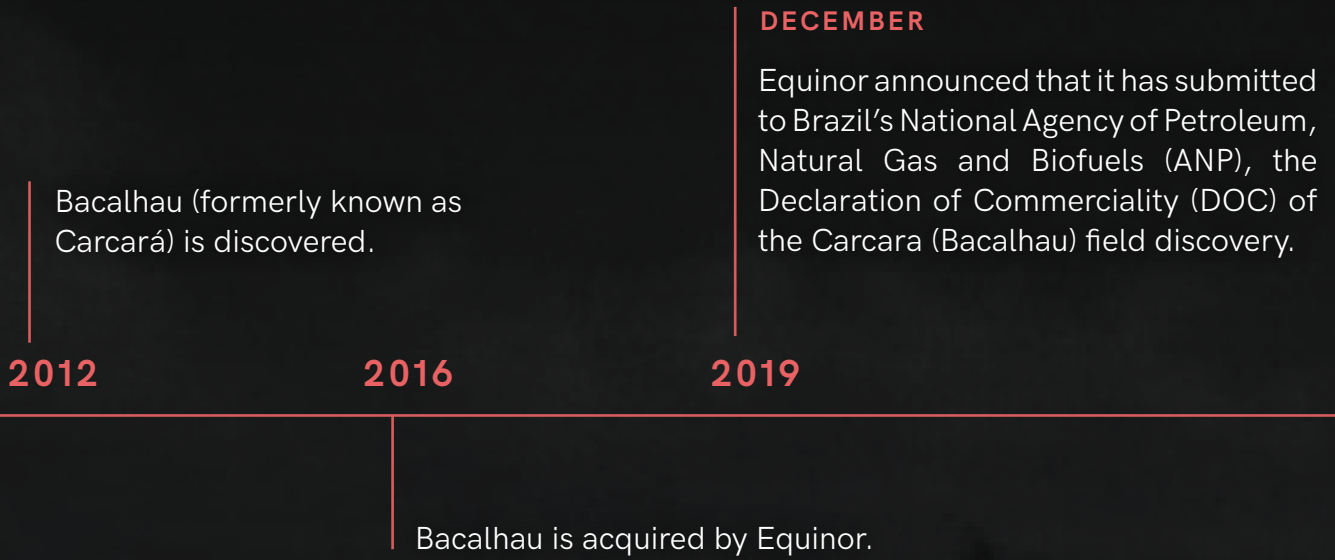 DECEMBER
Equinor announced that it has submitted
to Brazil’s National Agency of Petroleum,
Natural Gas and Biofuels (ANP), the
Declaration of Commerciality (DOC) of
the Carcara (Bacalhau) field discovery.
Bacalhau (formerly known as
Carcará) is discovered.
2012 2016 2019
Bacalhau is acquired by Equinor.